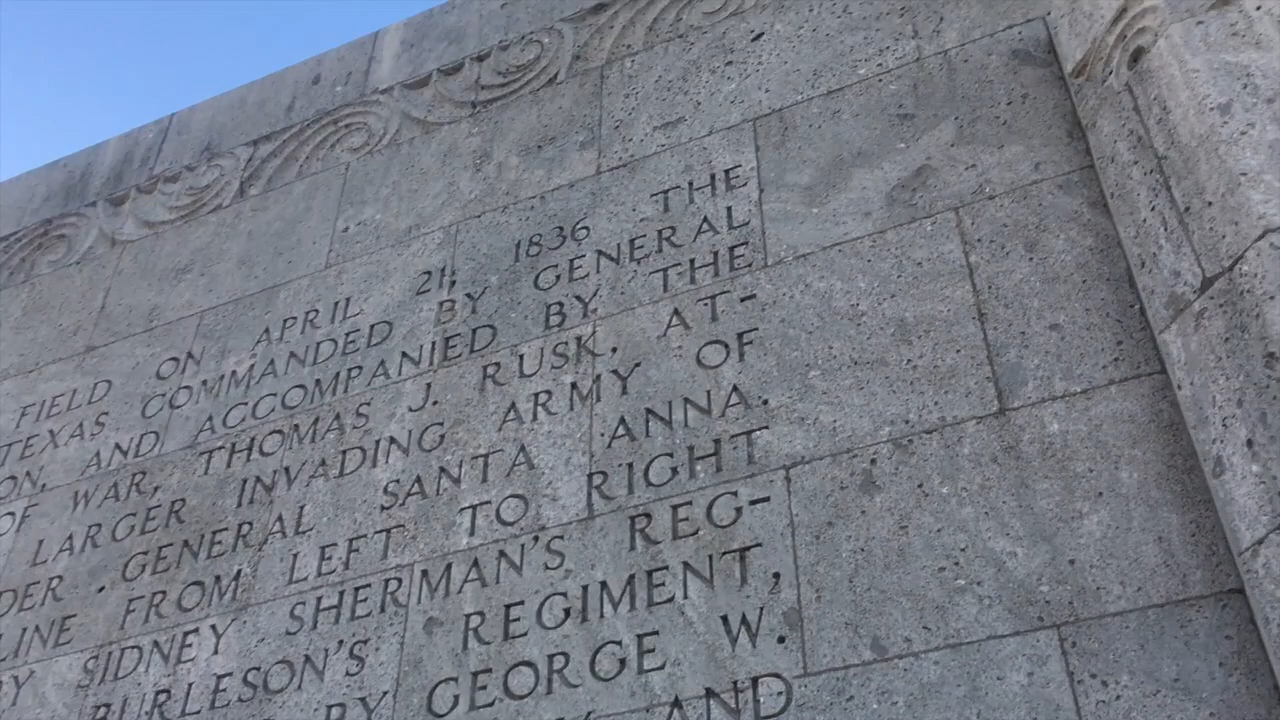 FIELD ON APRIL 21, 1836 THE
TEXAS COMMANDED BY GENERAL
ON, AND ACCOMPANIED BY THE
OF WAR, THOMAS J. RUSK, AT-
LARGER INVADING ARMY OF
DER · GENERAL SANTA ANNA.
LINE FROM LEFT TO RIGHT
Y SIDNEY SHERMAN'S REG-
BURLESON'S REGIMENT,
BY GEORGE W.
AND